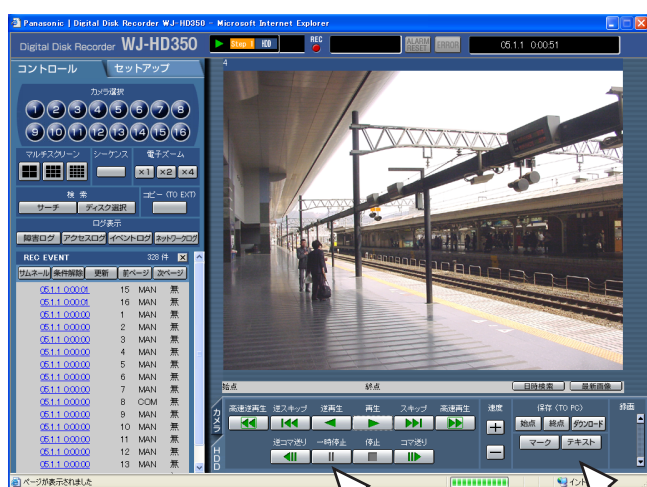 Panasonic | Digital Disk Recorder WJ-HD350 - Microsoft Internet Explorer
Digital Disk Recorder WJ-HD350
Step 1 HDD
REC
ALARM RESET
ERROR
05.1.1 0:00:51
コントロール
セットアップ
4
カメラ選択
1 2 3 4 5 6 7 8
9 10 11 12 13 14 15 16
マルチスクリーン シーケンス 電子ズーム
×1 ×2 ×4
検 索 コピー (TO EXT)
サーチ ディスク選択
ログ表示
障害ログ アクセスログ イベントログ ネットワークログ
REC EVENT 328 件
サムネール 条件解除 更新 前ページ 次ページ
05.1.1 0:00:01 15 MAN 無
05.1.1 0:00:01 16 MAN 無
05.1.1 0:00:00 1 MAN 無
05.1.1 0:00:00 2 MAN 無
05.1.1 0:00:00 3 MAN 無
05.1.1 0:00:00 4 MAN 無
05.1.1 0:00:00 5 MAN 無
05.1.1 0:00:00 6 MAN 無
05.1.1 0:00:00 7 MAN 無
05.1.1 0:00:00 8 COM 無
05.1.1 0:00:00 9 MAN 無
05.1.1 0:00:00 10 MAN 無
05.1.1 0:00:00 11 MAN 無
05.1.1 0:00:00 12 MAN 無
05.1.1 0:00:00 13 MAN 無
始点 終点 日時検索 最新画像
カメラ
HDD
高速逆再生 逆スキップ 逆再生 再生 スキップ 高速再生
逆コマ送り 一時停止 停止 コマ送り
速度
保存 (TO PC)
始点 終点 ダウンロード
マーク テキスト
録画
ページが表示されました
イント